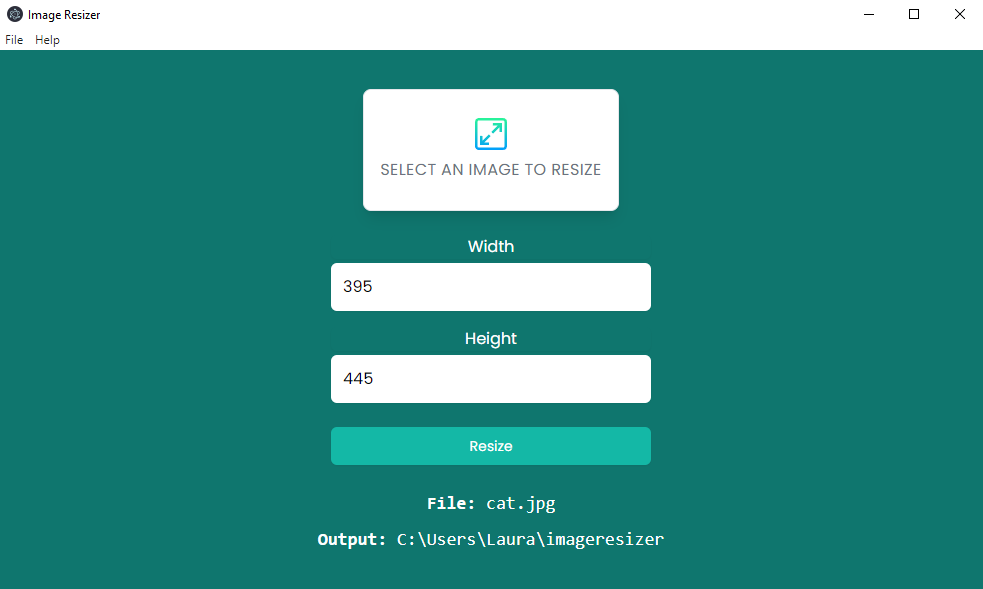 Image Resizer
File Help
SELECT AN IMAGE TO RESIZE
Width
395
Height
445
Resize
File: cat.jpg
Output: C:\Users\Laura\imageresizer